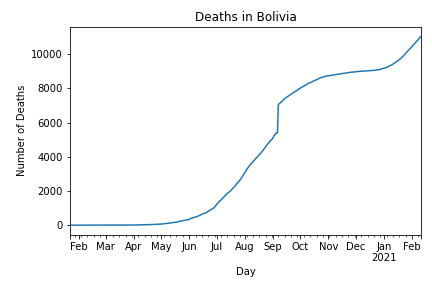 Deaths in Bolivia
Number of Deaths
10000
8000
6000
4000
2000
0
Feb Mar Apr May Jun Jul Aug Sep Oct Nov Dec Jan Feb
2021
Day